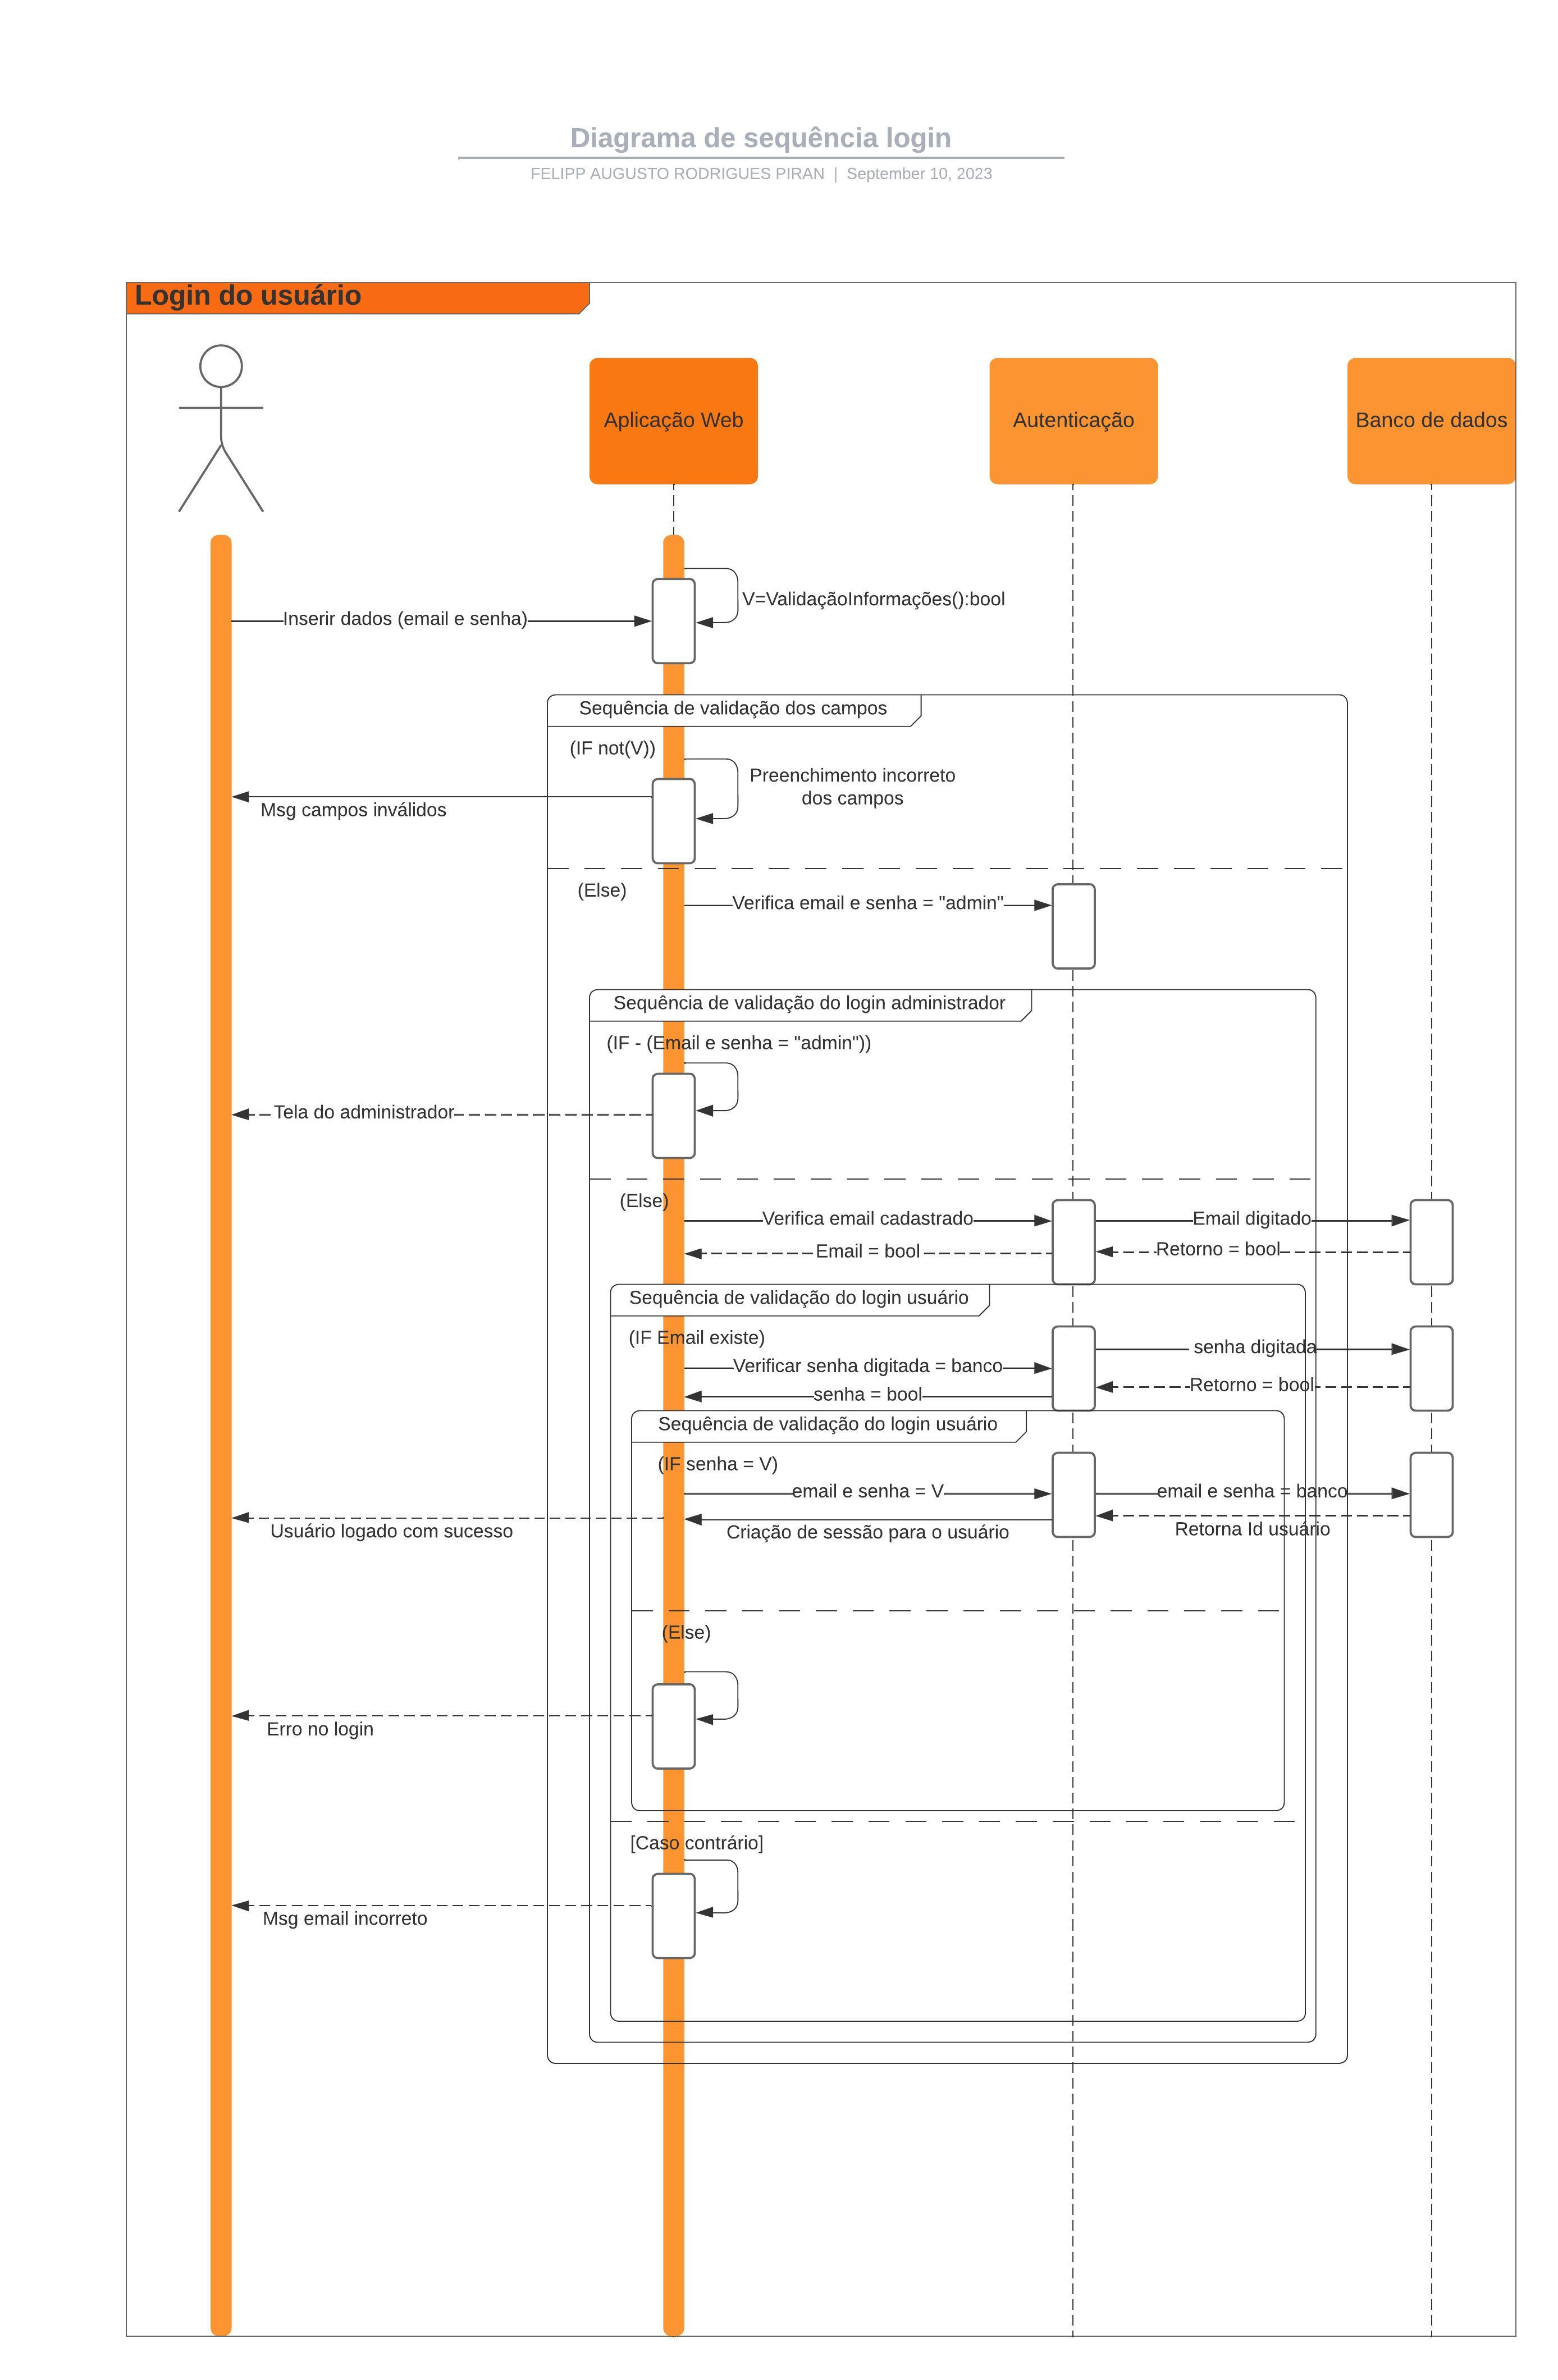 Diagrama de sequência login
FELIPP AUGUSTO RODRIGUES PIRAN | September 10, 2023
Login do usuário
Aplicação Web
Autenticação
Banco de dados
V=ValidaçãoInformações():bool
Inserir dados (email e senha)
Sequência de validação dos campos
(IF not(V))
Preenchimento incorreto
dos campos
Msg campos inválidos
(Else)
Verifica email e senha = "admin"
Sequência de validação do login administrador
(IF - (Email e senha = "admin"))
Tela do administrador
(Else)
Verifica email cadastrado
Email digitado
Email = bool
Retorno = bool
Sequência de validação do login usuário
(IF Email existe)
senha digitada
Verificar senha digitada = banco
Retorno = bool
senha = bool
Sequência de validação do login usuário
(IF senha = V)
email e senha = V
email e senha = banco
Usuário logado com sucesso
Criação de sessão para o usuário
Retorna Id usuário
(Else)
Erro no login
[Caso contrário]
Msg email incorreto